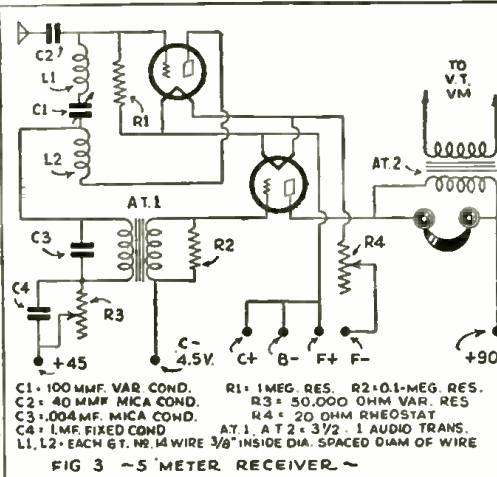 C2
L1
C1
R1
L2
TO
V.T.
VM
AT.2
A T.1
C3
R2
R4
C4
R3
+45
C-
4.5V.
C+
B-
F+
F-
+90
C1 = 100 MMF. VAR. COND.
R1 = 1 MEG. RES. R2 = 0.1-MEG. RES.
C2 = 40 MMF MICA COND.
R3 = 50.000 OHM VAR. RES
C3 = .004 MF. MICA COND.
R4 = 20 OHM RHEOSTAT
C4 = 1. MF. FIXED COND
A.T.1, A T 2 = 3 1/2 - 1 AUDIO TRANS.
L1, L2 = EACH 6 T. Nº. 14 WIRE 3/8" INSIDE DIA. SPACED DIAM OF WIRE
FIG 3 ~ 5 METER RECEIVER ~